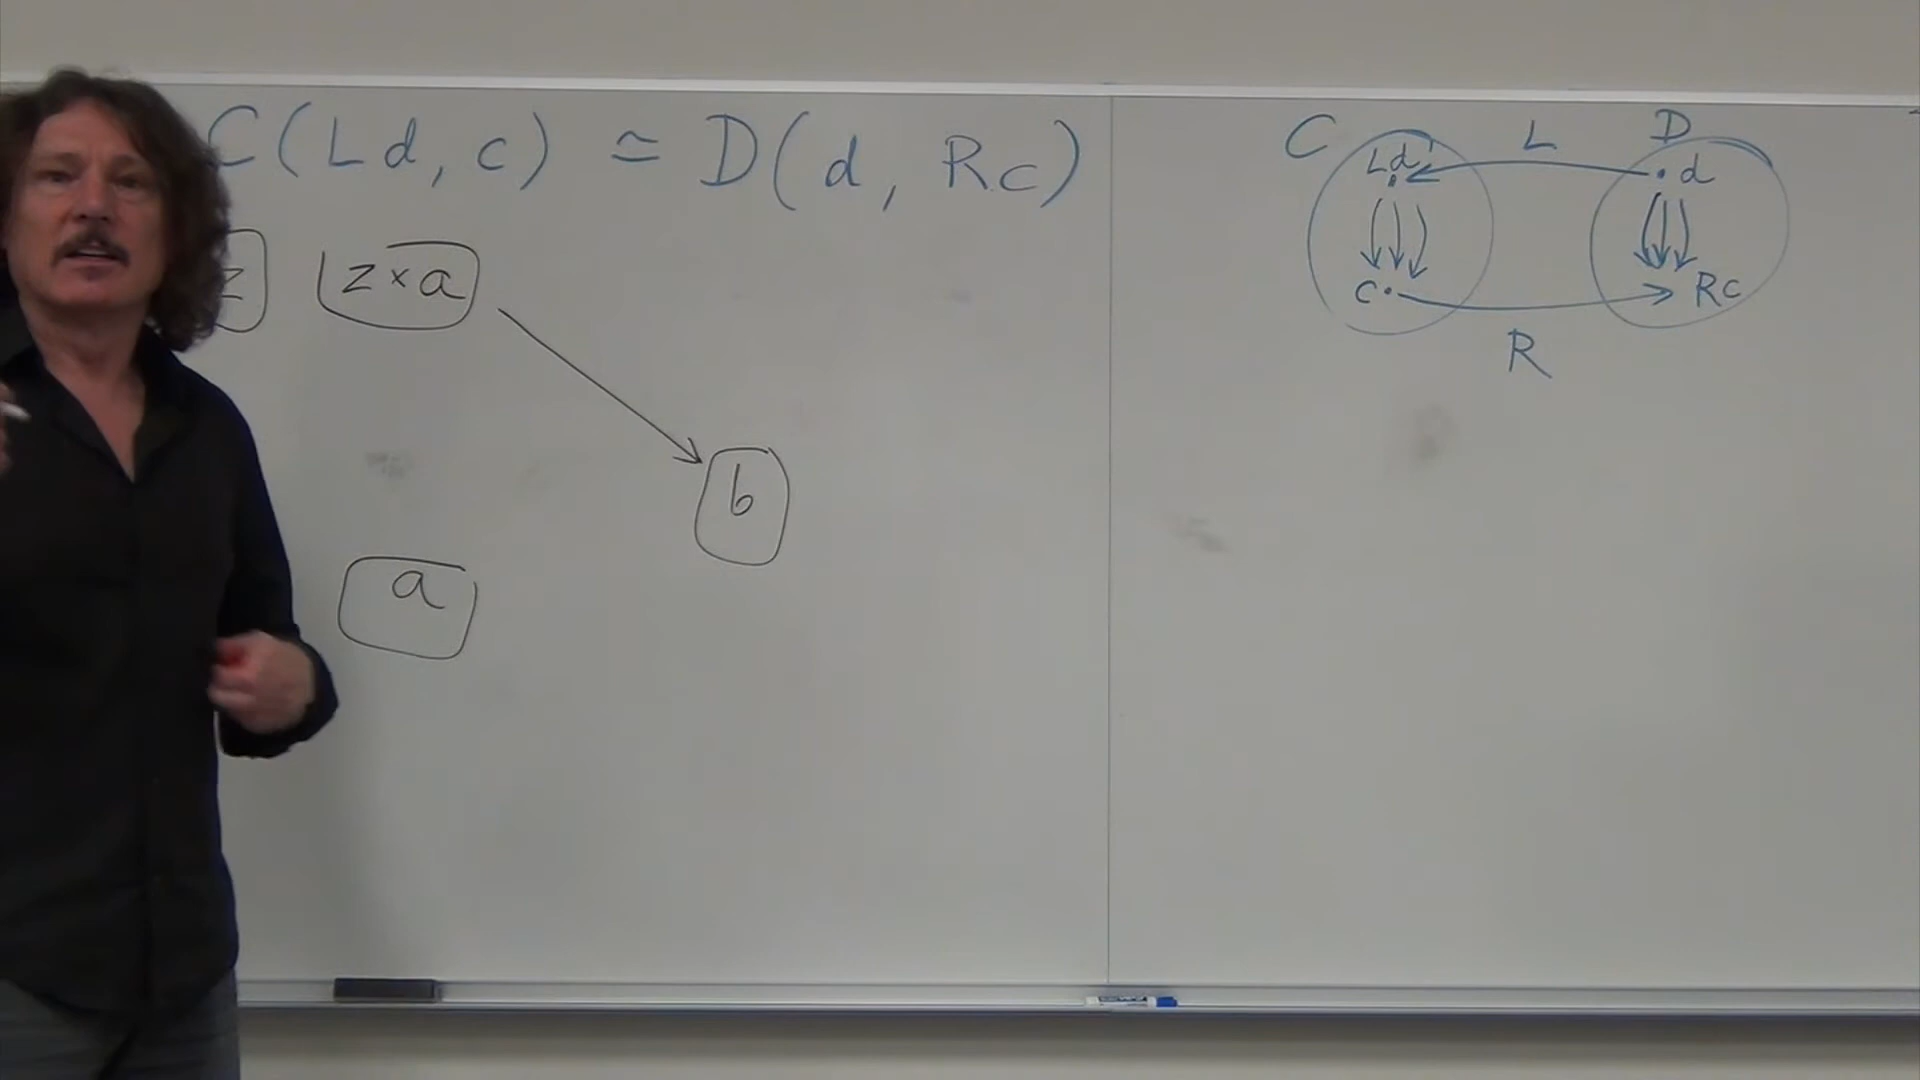 C(Ld, c) ≃ D(d, Rc)
z z × a
b
a
C L D
Ld d
c Rc
R